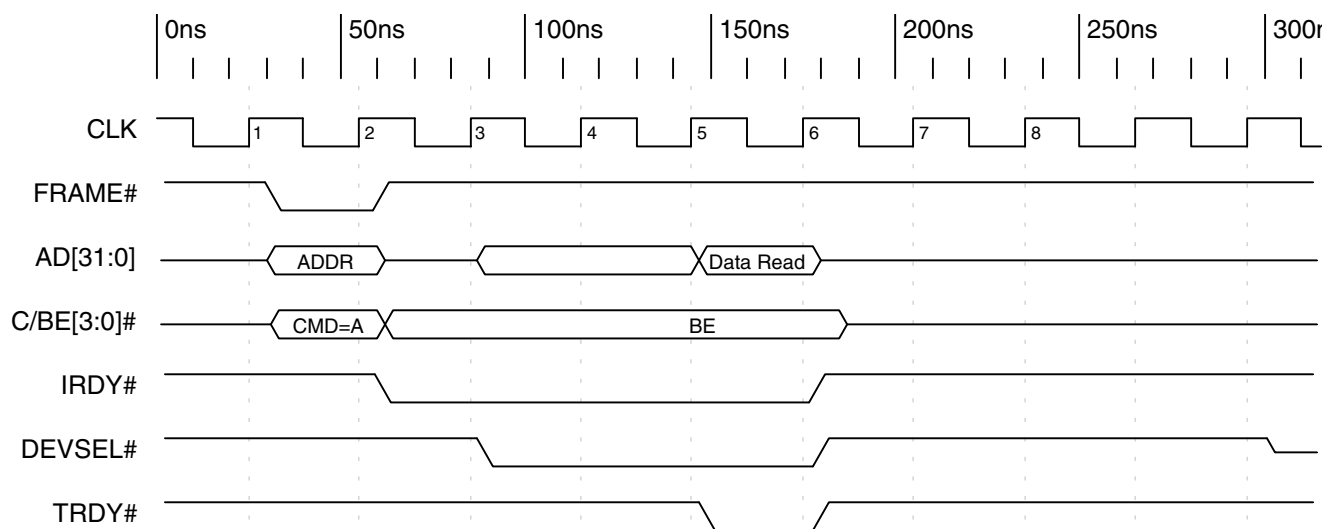 0ns 50ns 100ns 150ns 200ns 250ns 300n
CLK 1 2 3 4 5 6 7 8
FRAME#
AD[31:0] ADDR Data Read
C/BE[3:0]# CMD=A BE
IRDY#
DEVSEL#
TRDY#